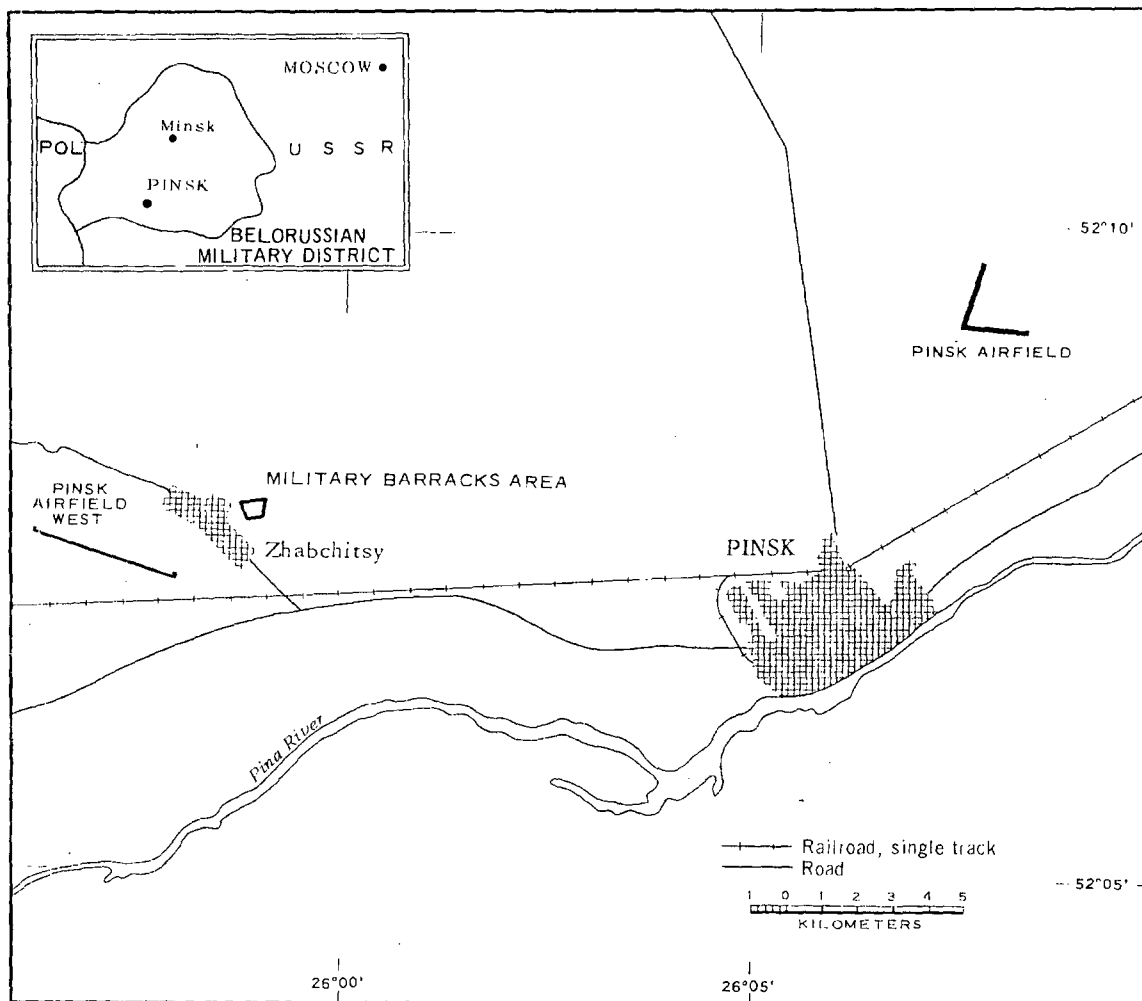 MOSCOW
Minsk
POL
U S S R
PINSK
BELORUSSIAN
MILITARY DISTRICT
52°10'
PINSK AIRFIELD
MILITARY BARRACKS AREA
PINSK
AIRFIELD
WEST
Zhabchitsy
PINSK
Pina River
Railroad, single track
Road
52°05'
1 0 1 2 3 4 5
KILOMETERS
26°00'
26°05'